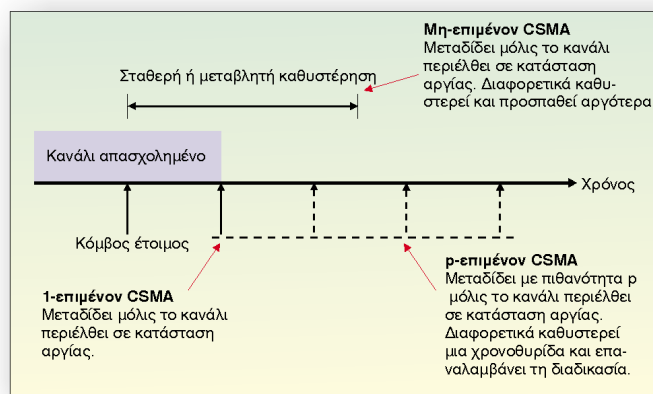 Μη-επιμένον CSMA
Μεταδίδει μόλις το κανάλι
περιέλθει σε κατάσταση
αργίας. Διαφορετικά καθυ-
στερεί και προσπαθεί αργότερα
Σταθερή ή μεταβλητή καθυστέρηση
Κανάλι απασχολημένο
Χρόνος
Κόμβος έτοιμος
1-επιμένον CSMA
Μεταδίδει μόλις το κανάλι
περιέλθει σε κατάσταση
αργίας.
p-επιμένον CSMA
Μεταδίδει με πιθανότητα p
μόλις το κανάλι περιέλθει
σε κατάσταση αργίας.
Διαφορετικά καθυστερεί
μια χρονοθυρίδα και επα-
ναλαμβάνει τη διαδικασία.